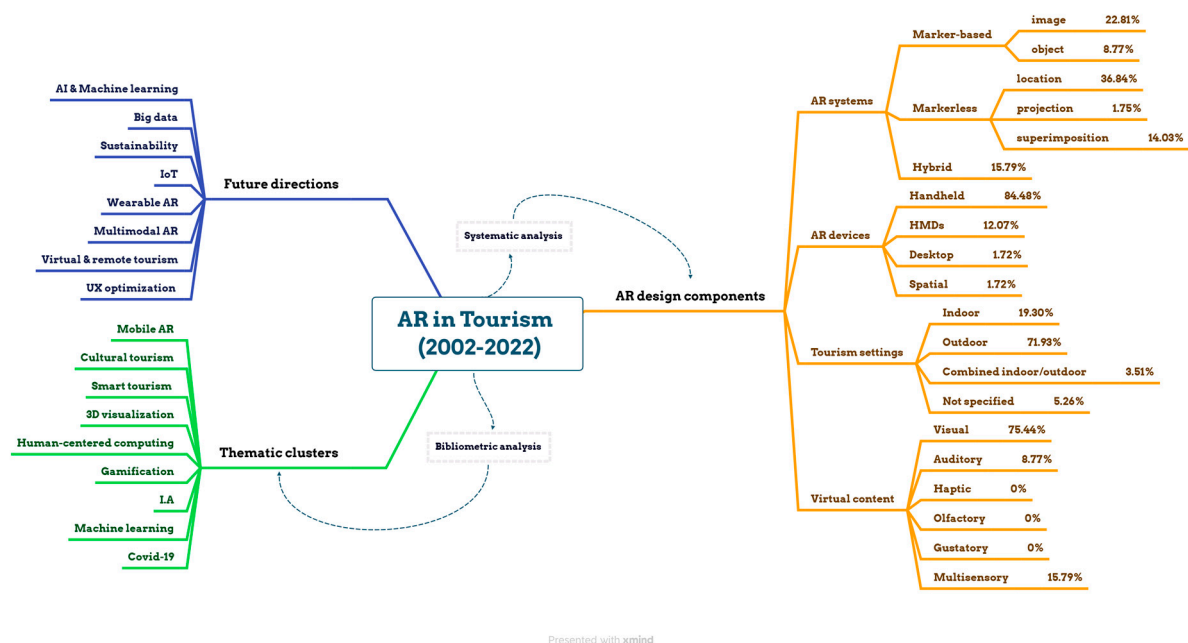 AR in Tourism
(2002-2022)
Future directions
AI & Machine learning
Big data
Sustainability
IoT
Wearable AR
Multimodal AR
Virtual & remote tourism
UX optimization
Thematic clusters
Mobile AR
Cultural tourism
Smart tourism
3D visualization
Human-centered computing
Gamification
I.A
Machine learning
Covid-19
Systematic analysis
Bibliometric analysis
AR design components
AR systems
Marker-based
image 22.81%
object 8.77%
Markerless
location 36.84%
projection 1.75%
superimposition 14.03%
Hybrid 15.79%
AR devices
Handheld 84.48%
HMDs 12.07%
Desktop 1.72%
Spatial 1.72%
Tourism settings
Indoor 19.30%
Outdoor 71.93%
Combined indoor/outdoor 3.51%
Not specified 5.26%
Virtual content
Visual 75.44%
Auditory 8.77%
Haptic 0%
Olfactory 0%
Gustatory 0%
Multisensory 15.79%
Presented with xmind